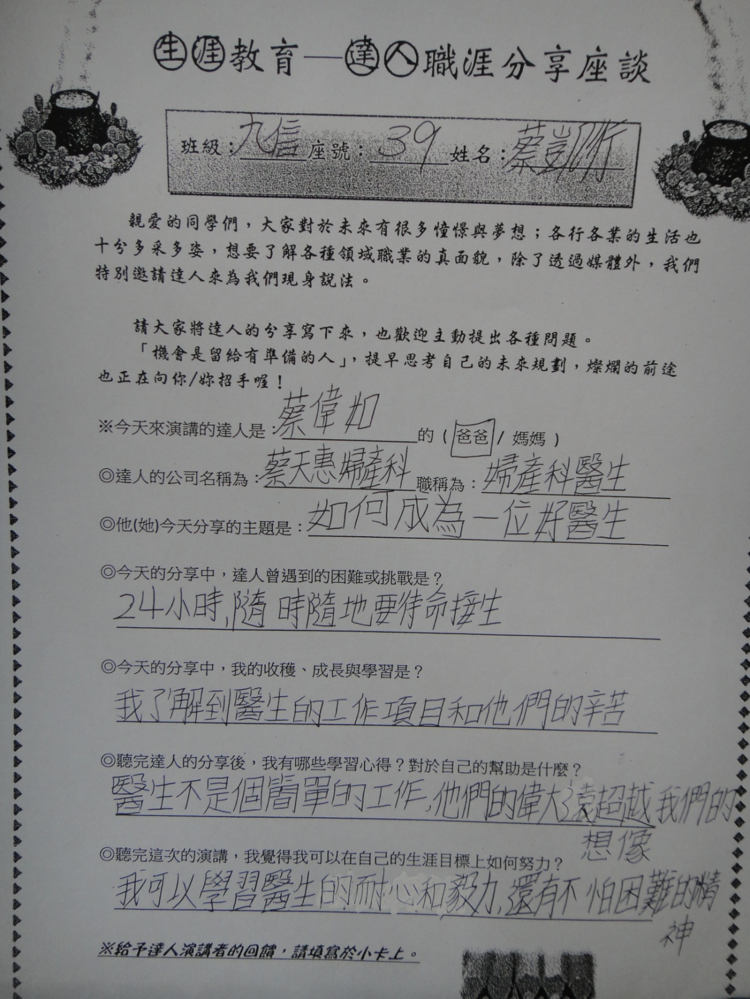 生涯教育—達人職涯分享座談
班級：九信 座號：39 姓名：蔡凱衍
親愛的同學們，大家對於未來有很多憧憬與夢想；各行各業的生活也
十分多采多姿，想要了解各種領域職業的真面貌，除了透過媒體外，我們
特別邀請達人來為我們現身說法。
請大家將達人的分享寫下來，也歡迎主動提出各種問題。
「機會是留給有準備的人」，提早思考自己的未來規劃，燦爛的前途
也正在向你/妳招手喔！
※今天來演講的達人是：蔡偉如的（爸爸/ 媽媽）
◎達人的公司名稱為：蔡天惠婦產科 職稱為：婦產科醫生
◎他(她)今天分享的主題是：如何成為一位好醫生
◎今天的分享中，達人曾遇到的困難或挑戰是？
24小時,隨時隨地要待命接生
◎今天的分享中，我的收穫、成長與學習是？
我了解到醫生的工作項目和他們的辛苦
◎聽完達人的分享後，我有哪些學習心得？對於自己的幫助是什麼？
醫生不是個簡單的工作,他們的偉大遠超越我們的
想像
◎聽完這次的演講，我覺得我可以在自己的生涯目標上如何努力？
我可以學習醫生的耐心和毅力,還有不怕困難的精
神
※給予達人演講者的回饋，請填寫於小卡上。